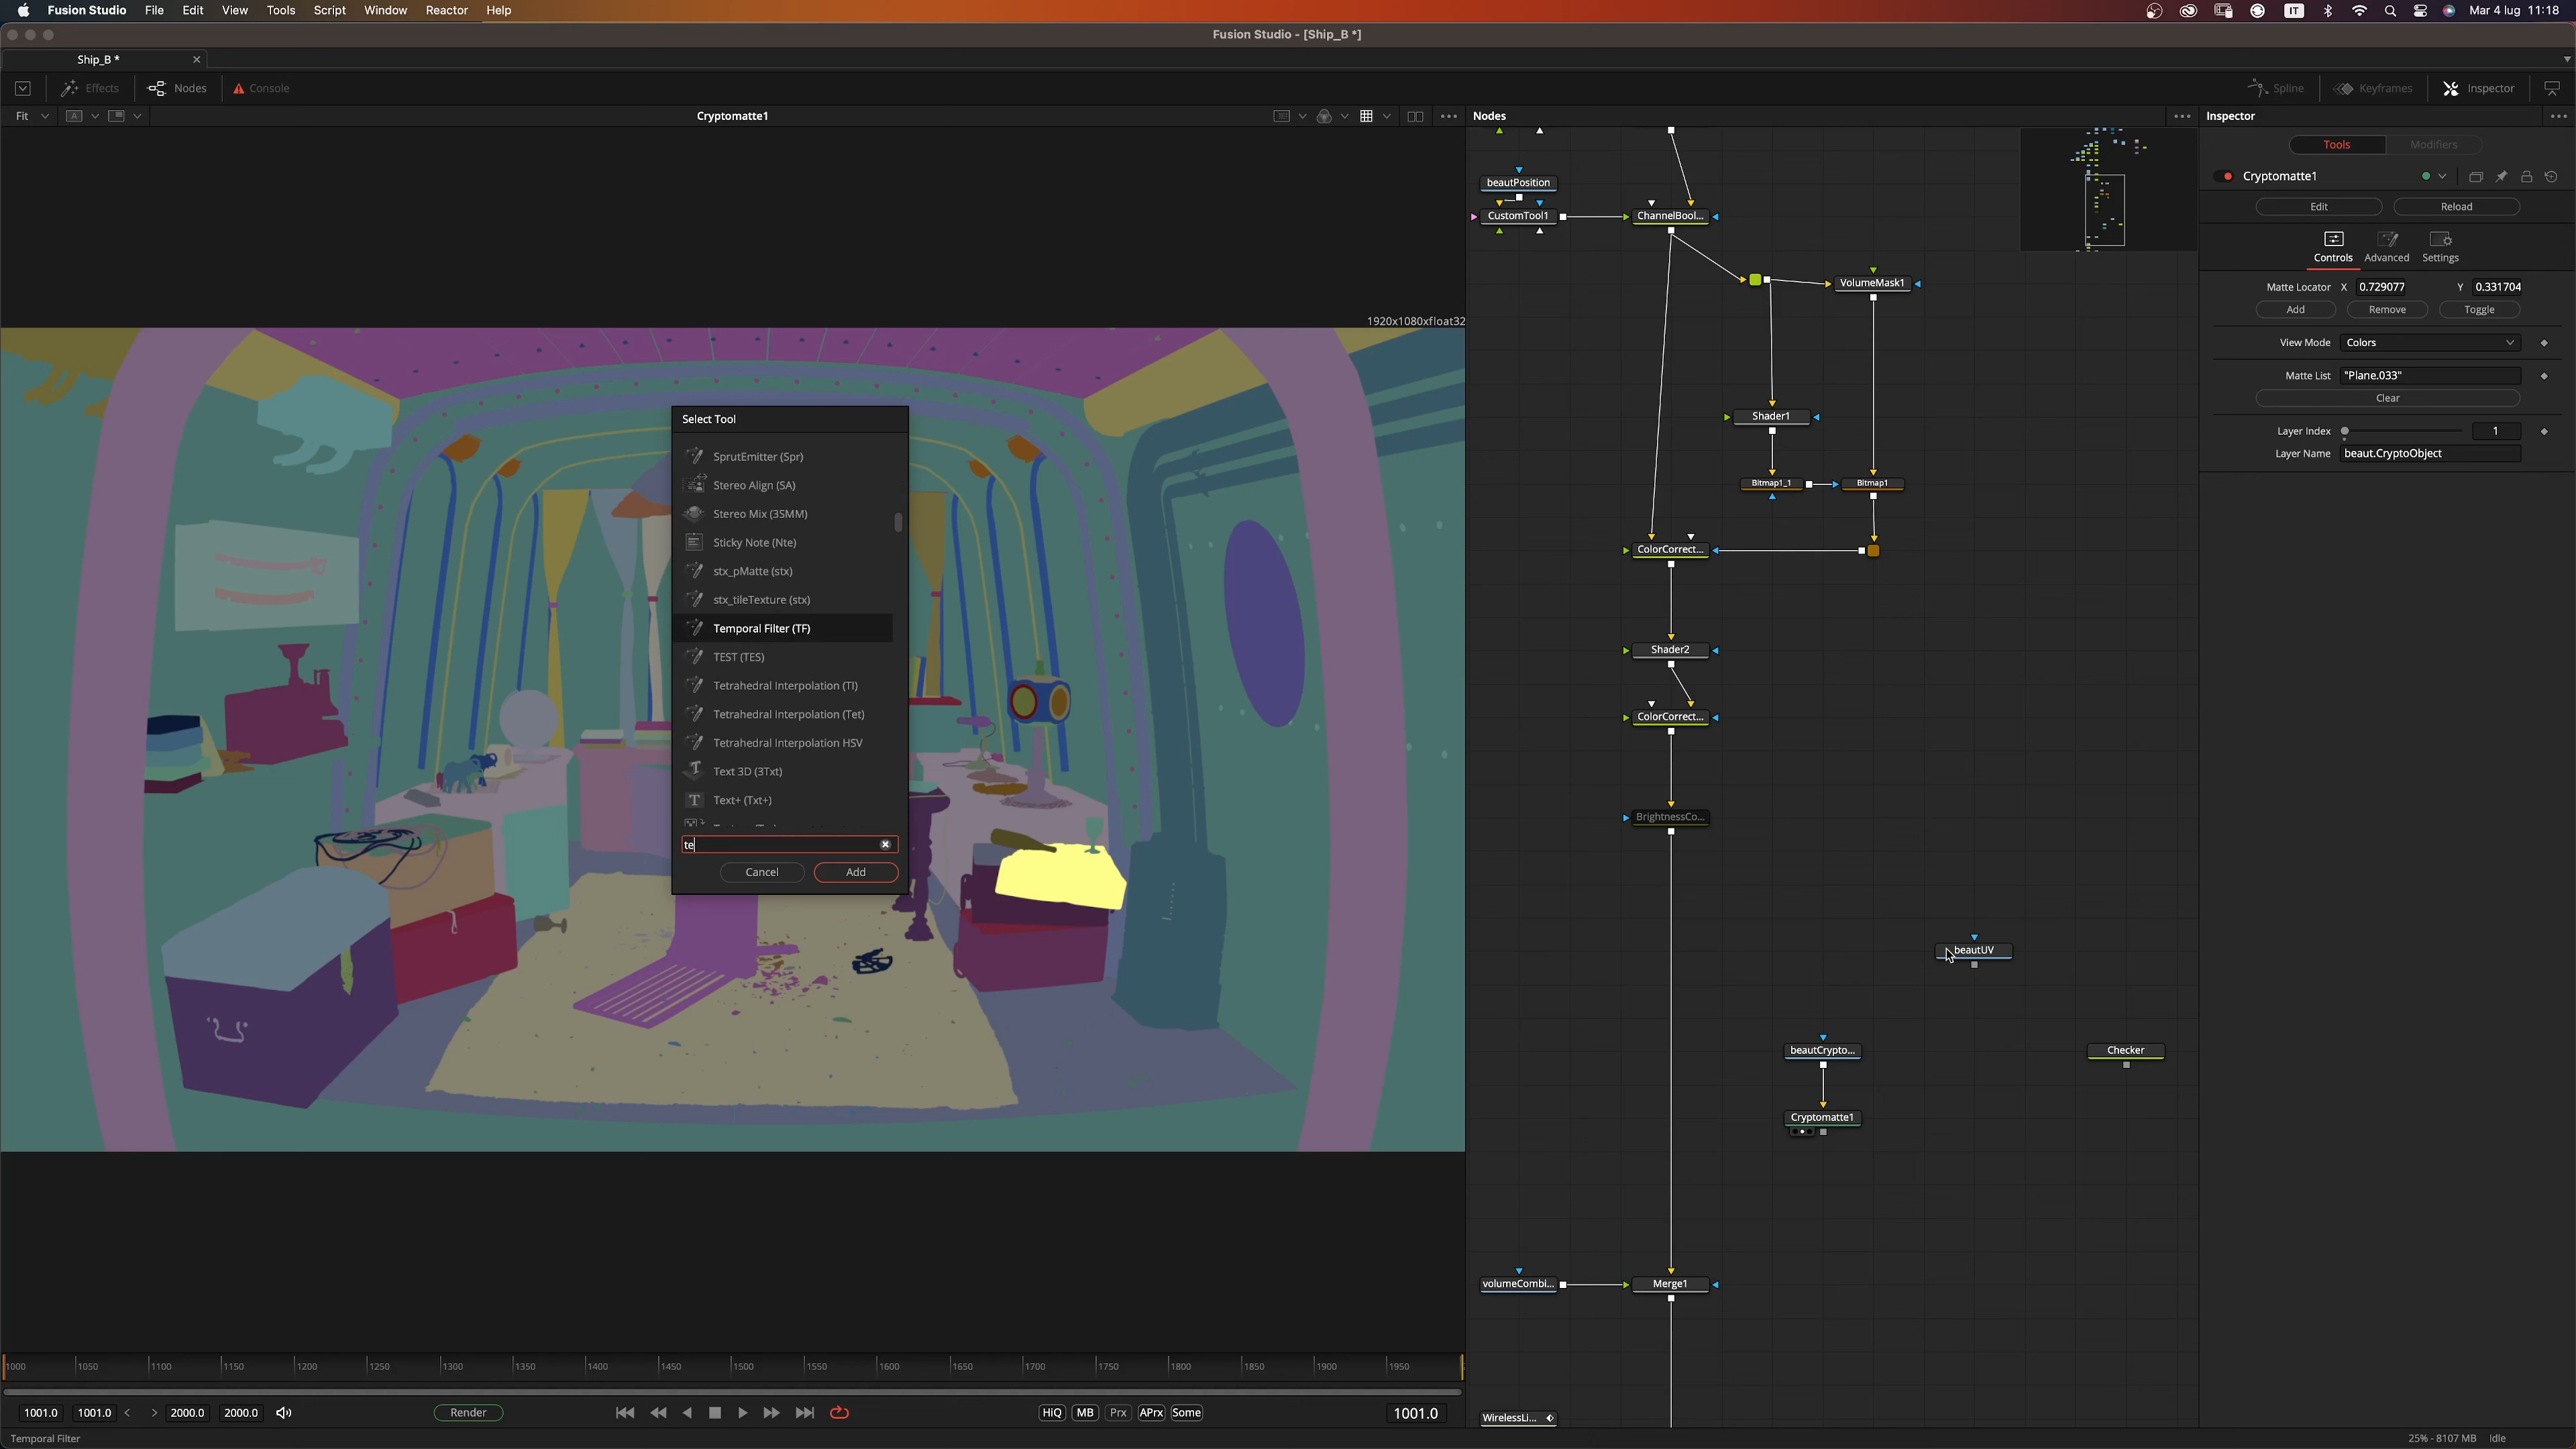 Fusion Studio File Edit View Tools Script Window Reactor Help IT Mar 4 lug 11:18
Fusion Studio - [Ship_B *]
Ship_B *
Effects Nodes Console Spline Keyframes Inspector
Fit A Cryptomatte1 Nodes Inspector
Tools Modifiers
beautPosition
Cryptomatte1
CustomTool1 ChannelBool...
Edit Reload
Controls Advanced Settings
VolumeMask1
Matte Locator X 0.729077 Y 0.331704
Add Remove Toggle
1920x1080xfloat32
View Mode Colors
Matte List "Plane.033"
Clear
Shader1
Layer Index 1
Layer Name beaut.CryptoObject
Select Tool
SprutEmitter (Spr)
Stereo Align (SA)
Stereo Mix (3SMM)
Sticky Note (Nte)
stx_pMatte (stx)
stx_tileTexture (stx)
Temporal Filter (TF)
TEST (TES)
Tetrahedral Interpolation (TI)
Tetrahedral Interpolation (Tet)
Tetrahedral Interpolation HSV
Text 3D (3Txt)
Text+ (Txt+)
te
Cancel Add
Bitmap1_1 Bitmap1
ColorCorrect...
Shader2
ColorCorrect...
BrightnessCo...
beautUV
beautCrypto... Checker
Cryptomatte1
volumeCombi... Merge1
WirelessLi...
1000 1050 1100 1150 1200 1250 1300 1350 1400 1450 1500 1550 1600 1650 1700 1750 1800 1850 1900 1950
1001.0 1001.0 < > 2000.0 2000.0 Render HiQ MB Prx APrx Some 1001.0
Temporal Filter 25% - 8107 MB Idle